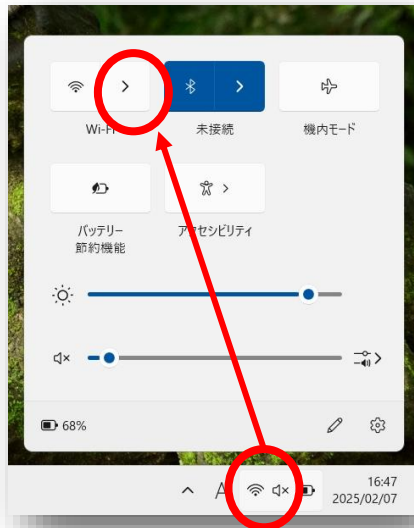 Wi-Fi
未接続
機内モード
バッテリー
節約機能
アクセシビリティ
68%
A
16:47
2025/02/07